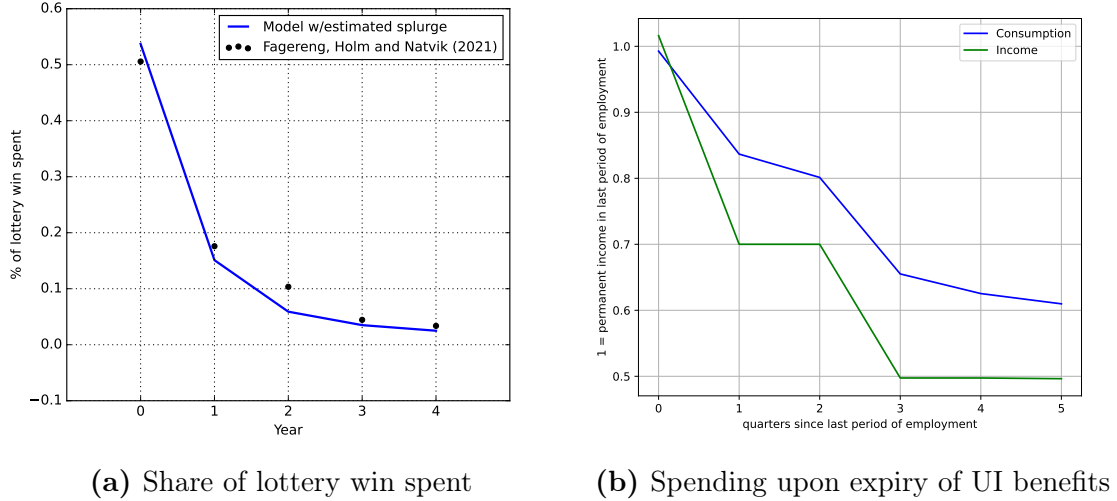 0.6
0.5
0.4
0.3
0.2
0.1
0.0
−0.1
% of lottery win spent
Model w/estimated splurge
Fagereng, Holm and Natvik (2021)
0 1 2 3 4
Year
(a) Share of lottery win spent
1.0
0.9
0.8
0.7
0.6
0.5
1 = permanent income in last period of employment
Consumption
Income
0 1 2 3 4 5
quarters since last period of employment
(b) Spending upon expiry of UI benefits